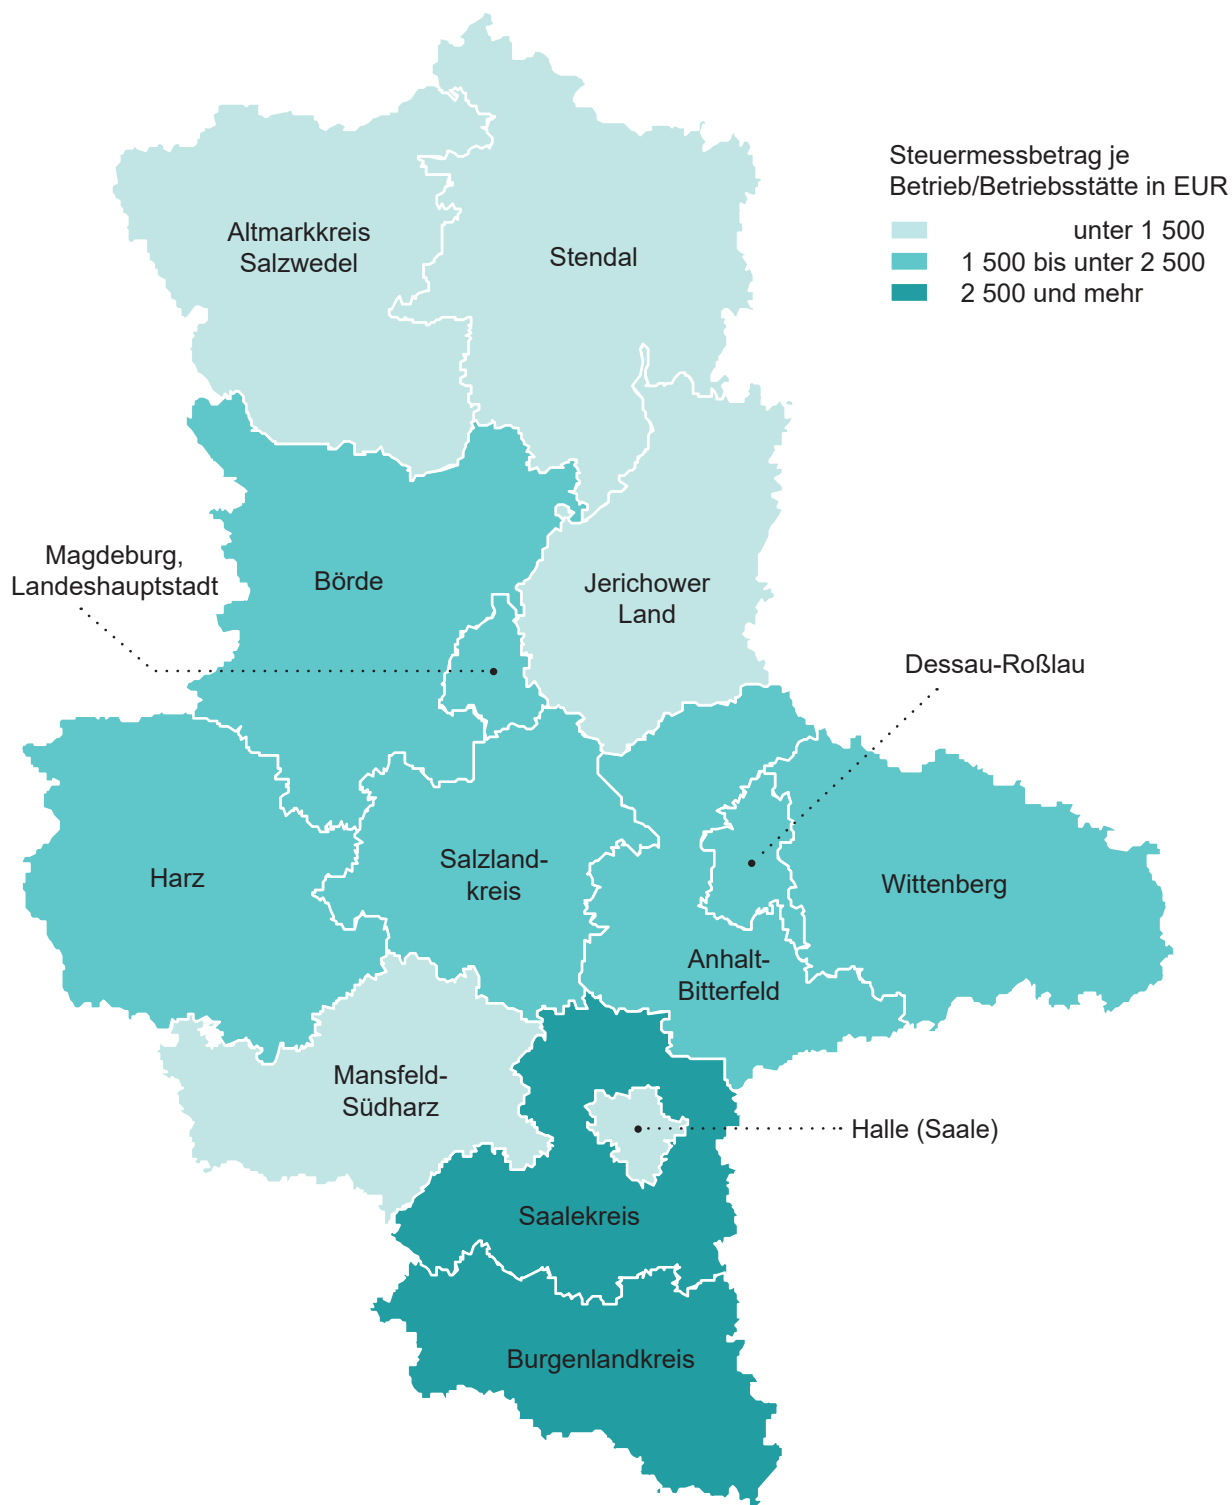 Steuermessbetrag je
Betrieb/Betriebsstätte in EUR
unter 1 500
1 500 bis unter 2 500
2 500 und mehr
Altmarkkreis
Salzwedel
Stendal
Magdeburg,
Landeshauptstadt
Börde
Jerichower
Land
Dessau-Roßlau
Harz
Salzland-
kreis
Wittenberg
Anhalt-
Bitterfeld
Mansfeld-
Südharz
Halle (Saale)
Saalekreis
Burgenlandkreis